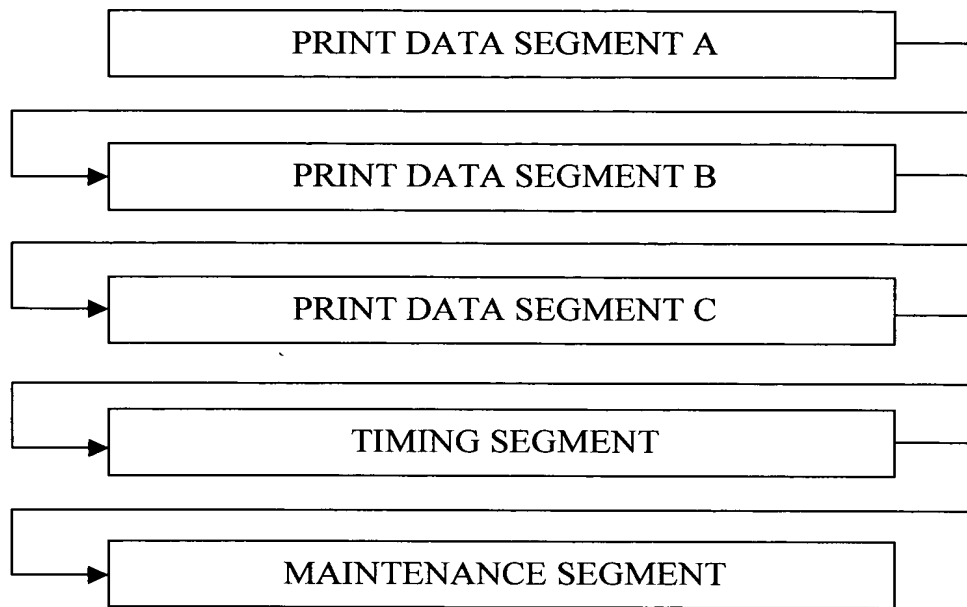 PRINT DATA SEGMENT A
PRINT DATA SEGMENT B
PRINT DATA SEGMENT C
TIMING SEGMENT
MAINTENANCE SEGMENT